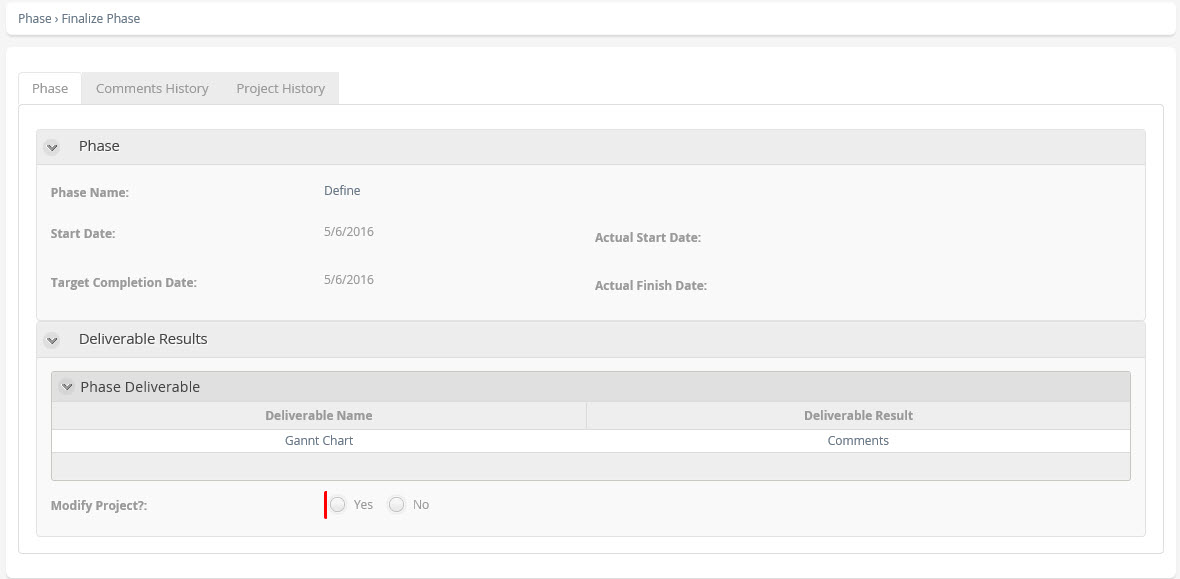 Phase › Finalize Phase
Phase Comments History Project History
Phase
Phase Name: Define
Start Date: 5/6/2016 Actual Start Date:
Target Completion Date: 5/6/2016 Actual Finish Date:
Deliverable Results
Phase Deliverable
Deliverable Name Deliverable Result
Gannt Chart Comments
Modify Project?: Yes No